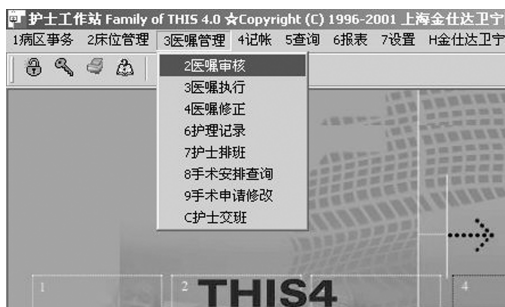 护士工作站 Family of THIS 4.0 ☆Copyright (C) 1996-2001 上海金仕达卫宁
1病区事务 2床位管理 3医嘱管理 4记帐 5查询 6报表 7设置 H金仕达卫宁
2医嘱审核
3医嘱执行
4医嘱修正
6护理记录
7护士排班
8手术安排查询
9手术申请修改
C护士交班
1 2 4
THIS4